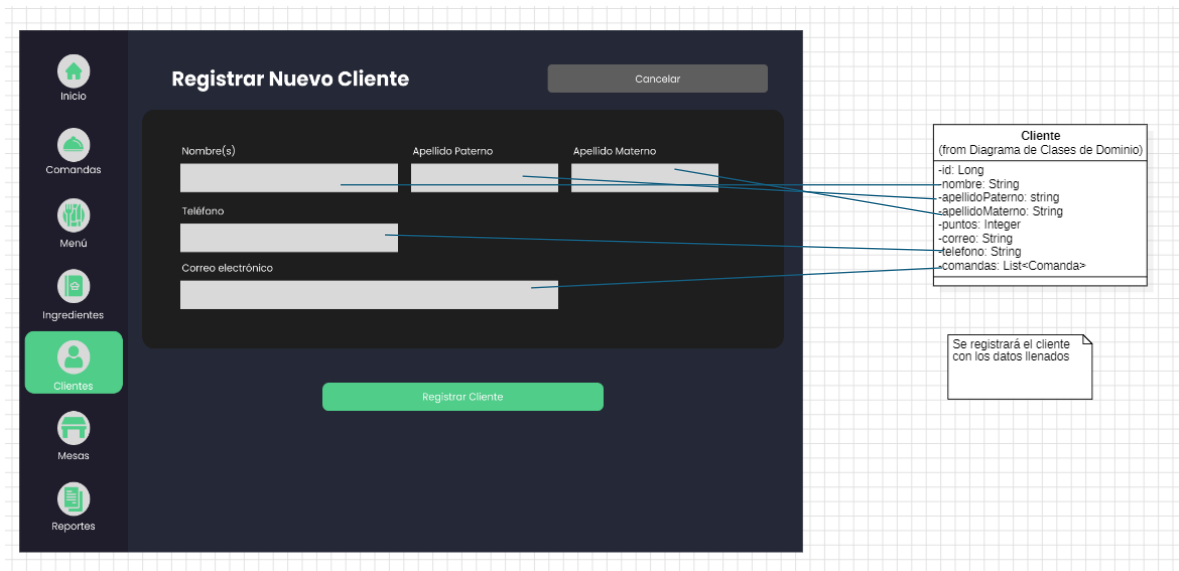 Inicio
Comandas
Menú
Ingredientes
Clientes
Mesas
Reportes
Registrar Nuevo Cliente
Cancelar
Nombre(s)
Apellido Paterno
Apellido Materno
Teléfono
Correo electrónico
Registrar Cliente
Cliente
(from Diagrama de Clases de Dominio)
-id: Long
-nombre: String
-apellidoPaterno: string
-apellidoMaterno: String
-puntos: Integer
-correo: String
-telefono: String
-comandas: List<Comanda>
Se registrará el cliente
con los datos llenados